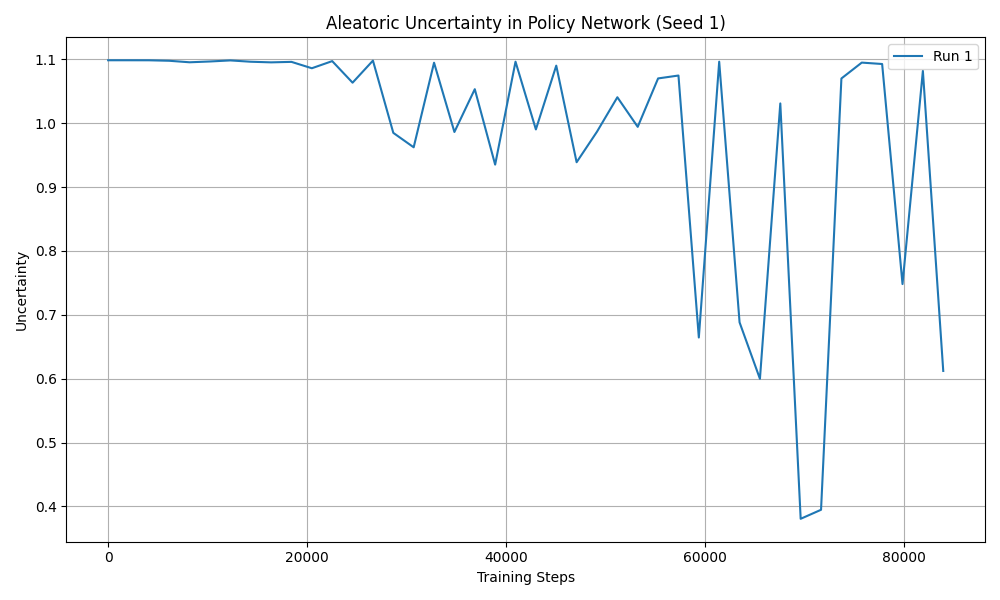 Aleatoric Uncertainty in Policy Network (Seed 1)
Run 1
Uncertainty
1.1
1.0
0.9
0.8
0.7
0.6
0.5
0.4
0 20000 40000 60000 80000
Training Steps